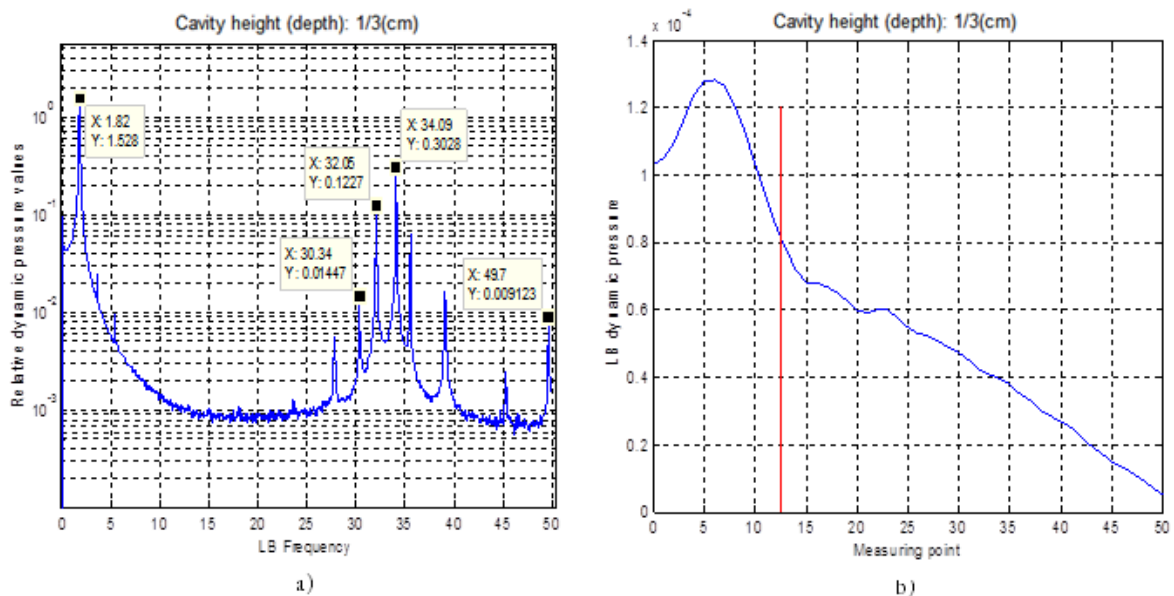 Cavity height (depth): 1/3(cm)
Relative dynamic pressure values
10^0
10^-1
10^-2
10^-3
X: 1.82
Y: 1.528
X: 30.34
Y: 0.01447
X: 32.05
Y: 0.1227
X: 34.09
Y: 0.3028
X: 49.7
Y: 0.009123
0 5 10 15 20 25 30 35 40 45 50
LB Frequency
a)
Cavity height (depth): 1/3(cm)
x 10^-4
LB dynamic pressure
1.4
1.2
1
0.8
0.6
0.4
0.2
0
0 5 10 15 20 25 30 35 40 45 50
Measuring point
b)